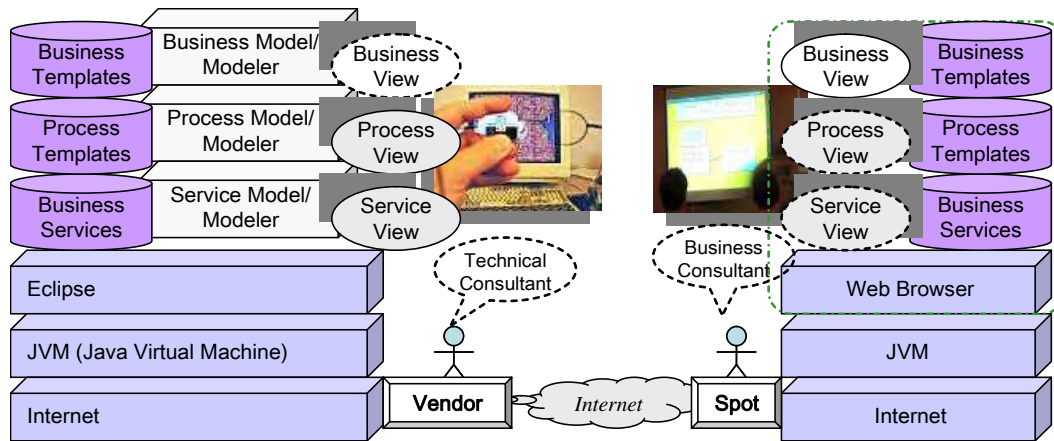 Business
Templates
Business Model/
Modeler
Business
View
Process
Templates
Process Model/
Modeler
Process
View
Business
Services
Service Model/
Modeler
Service
View
Eclipse
JVM (Java Virtual Machine)
Internet
Technical
Consultant
Vendor
Internet
Business
Consultant
Spot
Business
View
Business
Templates
Process
View
Process
Templates
Service
View
Business
Services
Web Browser
JVM
Internet